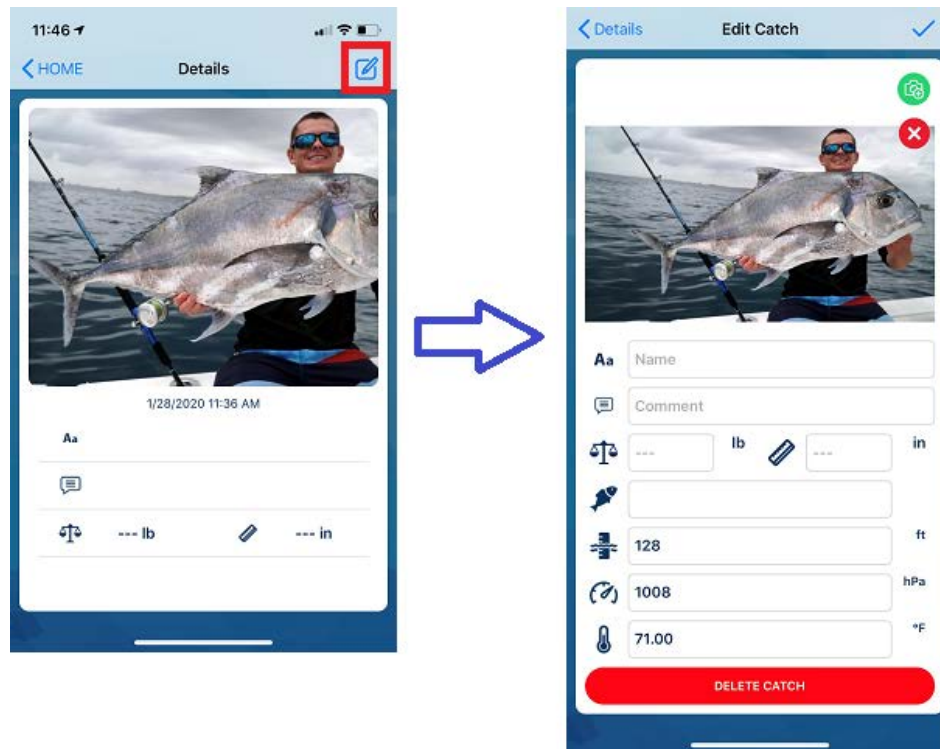 11:46
HOME
Details
1/28/2020 11:36 AM
Aa
--- lb
--- in
Details
Edit Catch
Aa
Name
Comment
---
lb
---
in
128
ft
1008
hPa
71.00
°F
DELETE CATCH